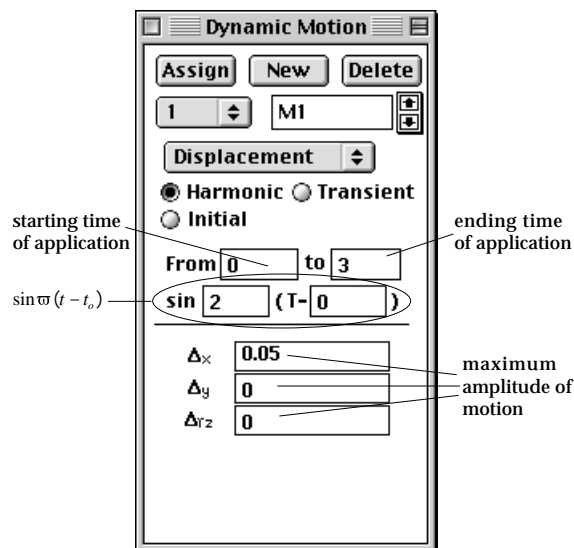 Dynamic Motion
Assign New Delete
1 M1
Displacement
Harmonic Transient
Initial
starting time
of application
ending time
of application
From 0 to 3
sin ϖ(t − tₒ)
sin 2 (T- 0 )
Δx 0.05
Δy 0
Δrz 0
maximum
amplitude of
motion